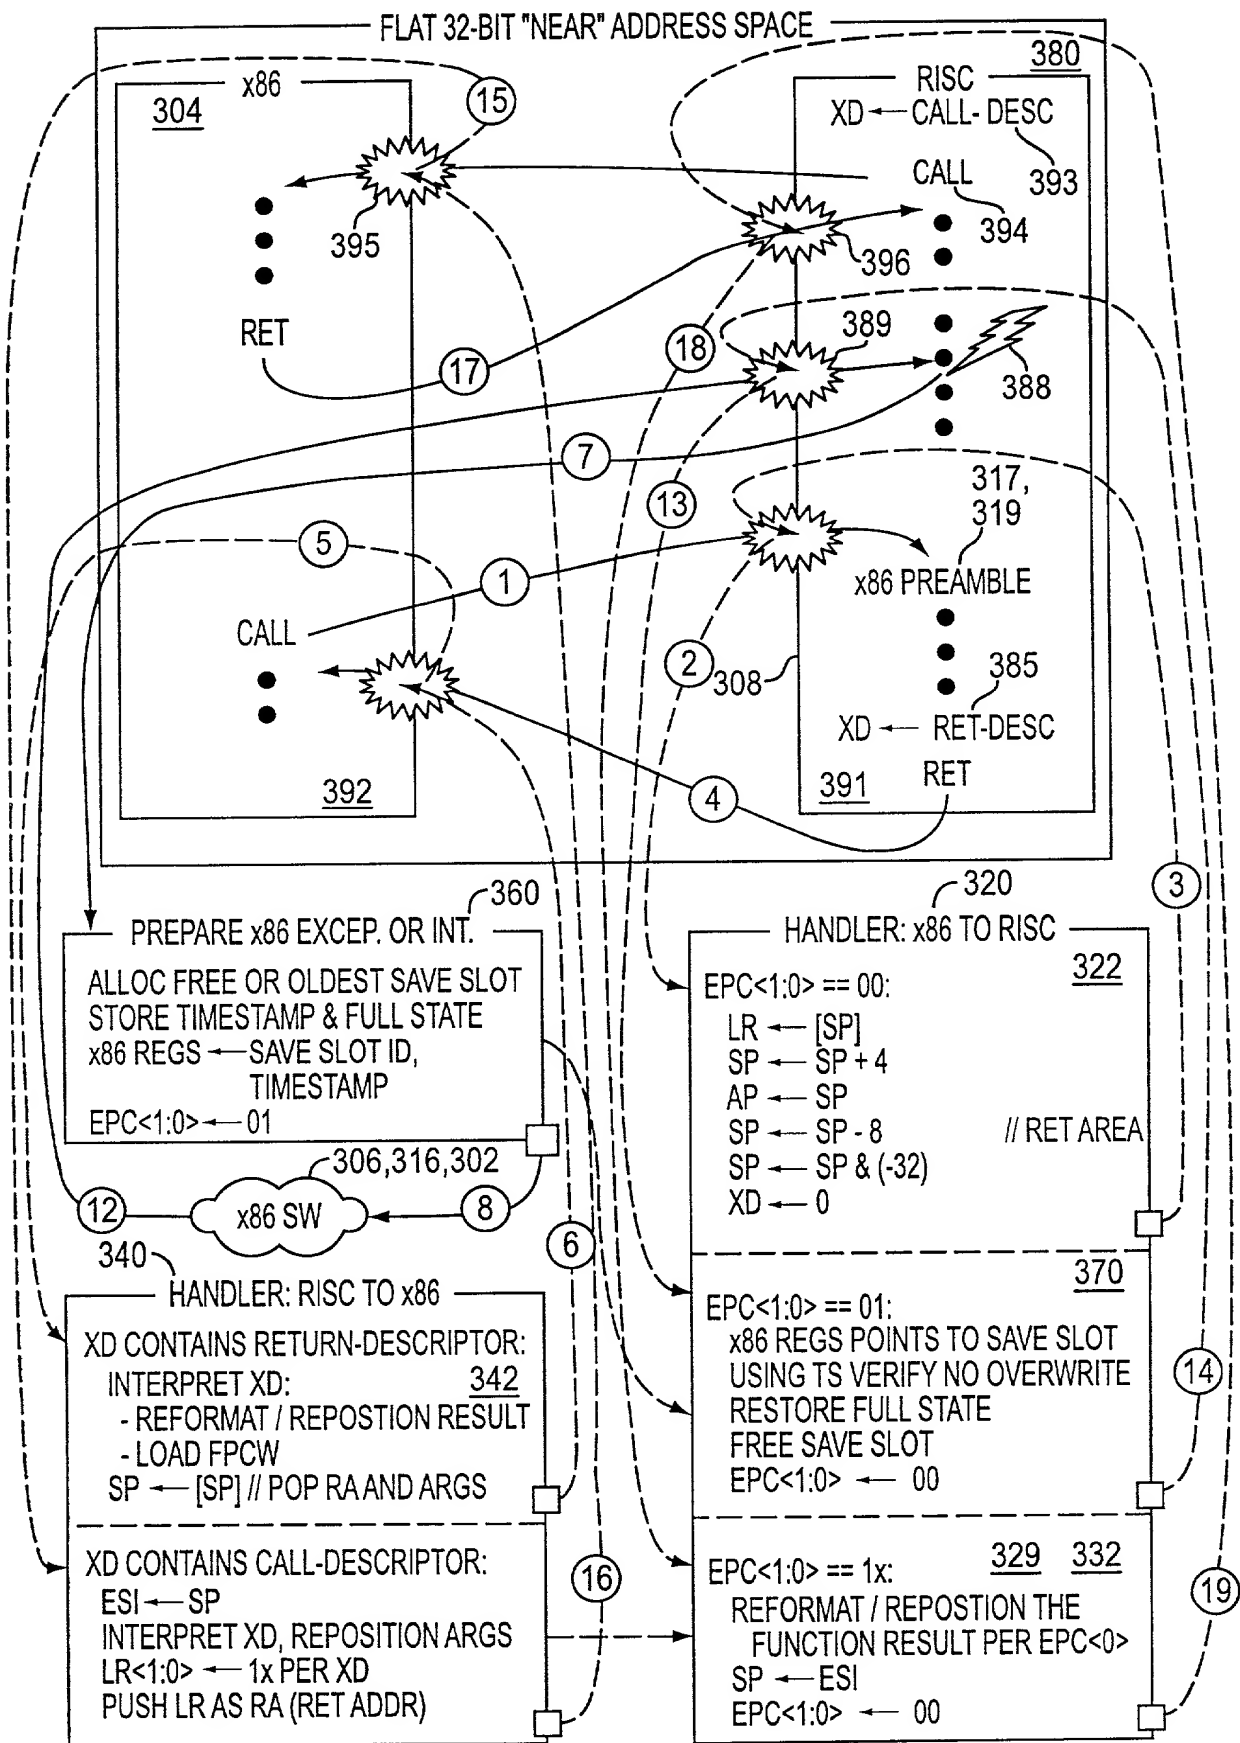 FLAT 32-BIT "NEAR" ADDRESS SPACE
x86
304
15
395
RET
17
5
1
CALL
392
380
RISC
XD ← CALL- DESC
393
CALL
394
396
18
389
388
7
13
317,
319
x86 PREAMBLE
2
308
385
XD ← RET-DESC
RET
391
4
3
360
PREPARE x86 EXCEP. OR INT.
ALLOC FREE OR OLDEST SAVE SLOT
STORE TIMESTAMP & FULL STATE
x86 REGS ← SAVE SLOT ID,
TIMESTAMP
EPC<1:0> ← 01
306,316,302
12
x86 SW
8
6
340
HANDLER: RISC TO x86
XD CONTAINS RETURN-DESCRIPTOR:
INTERPRET XD:
342
- REFORMAT / REPOSTION RESULT
- LOAD FPCW
SP ← [SP] // POP RA AND ARGS
XD CONTAINS CALL-DESCRIPTOR:
ESI ← SP
INTERPRET XD, REPOSITION ARGS
LR<1:0> ← 1x PER XD
PUSH LR AS RA (RET ADDR)
16
320
HANDLER: x86 TO RISC
322
EPC<1:0> == 00:
LR ← [SP]
SP ← SP + 4
AP ← SP
SP ← SP - 8 // RET AREA
SP ← SP & (-32)
XD ← 0
370
EPC<1:0> == 01:
x86 REGS POINTS TO SAVE SLOT
USING TS VERIFY NO OVERWRITE
RESTORE FULL STATE
FREE SAVE SLOT
EPC<1:0> ← 00
14
EPC<1:0> == 1x:
329 332
REFORMAT / REPOSTION THE
FUNCTION RESULT PER EPC<0>
SP ← ESI
EPC<1:0> ← 00
19